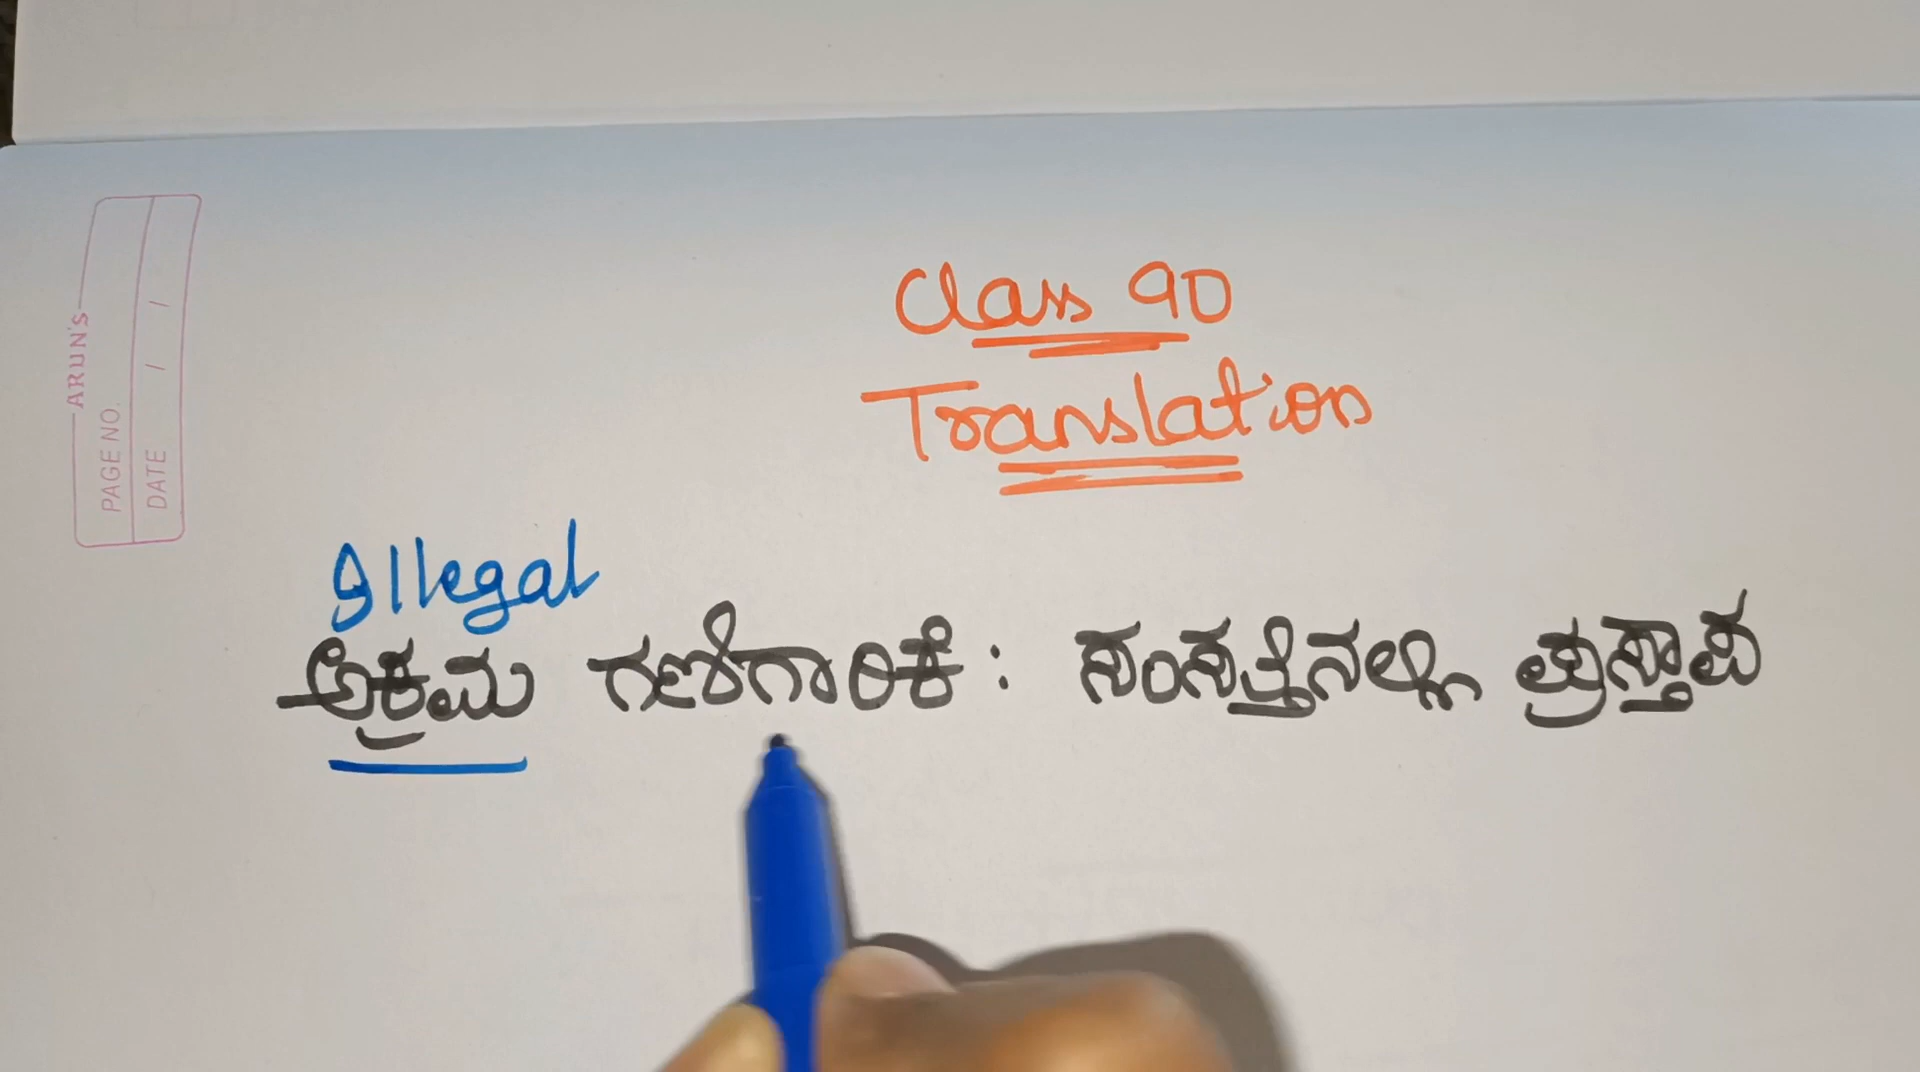 ARUN'S
PAGE NO.
DATE / /
Class 90
Translation
Illegal
ಅಕ್ರಮ ಗಣಿಗಾರಿಕೆ : ಸಂಸತ್ತಿನಲ್ಲಿ ಪ್ರಸ್ತಾಪ